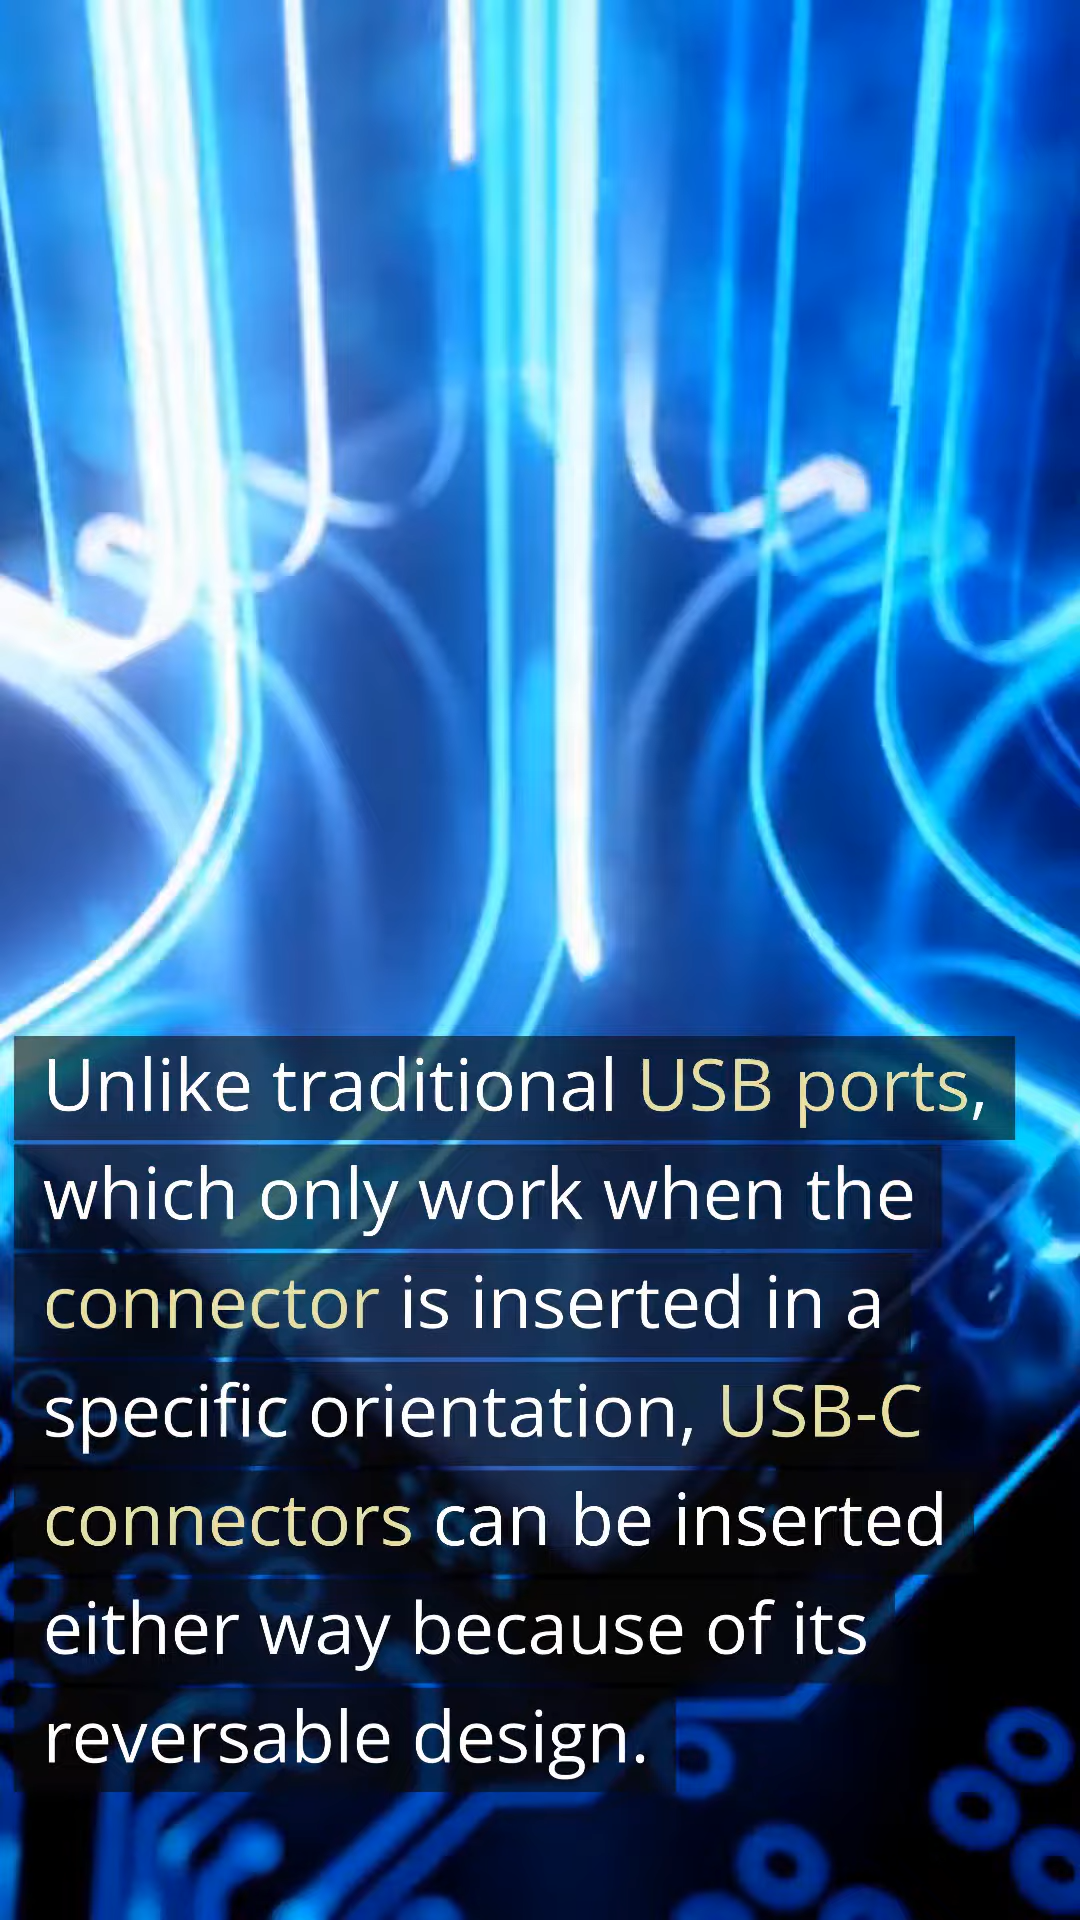 Unlike traditional USB ports,
which only work when the
connector is inserted in a
specific orientation, USB-C
connectors can be inserted
either way because of its
reversable design.